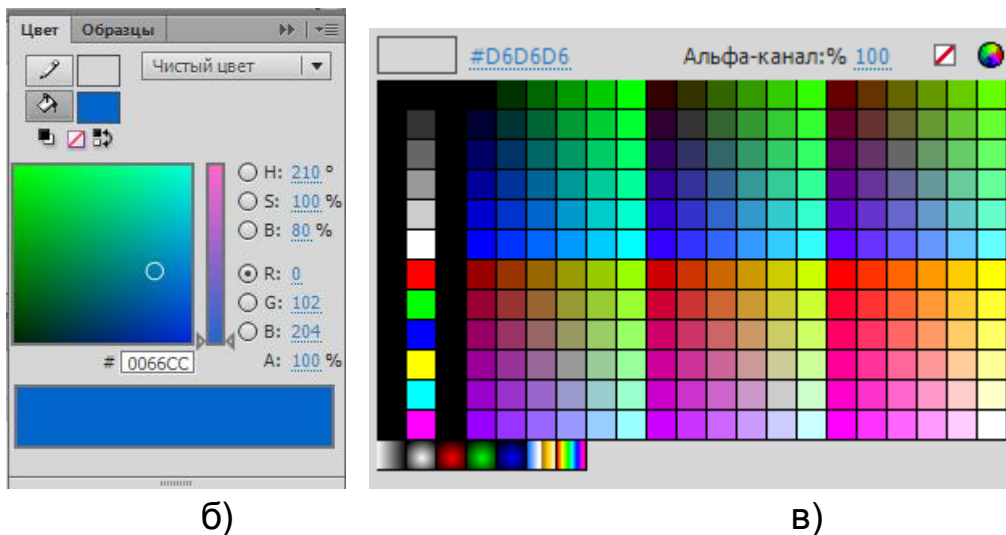 Цвет Образцы
Чистый цвет
H: 210 °
S: 100 %
B: 80 %
R: 0
G: 102
B: 204
# 0066CC A: 100 %
б)
#D6D6D6 Альфа-канал:% 100
в)